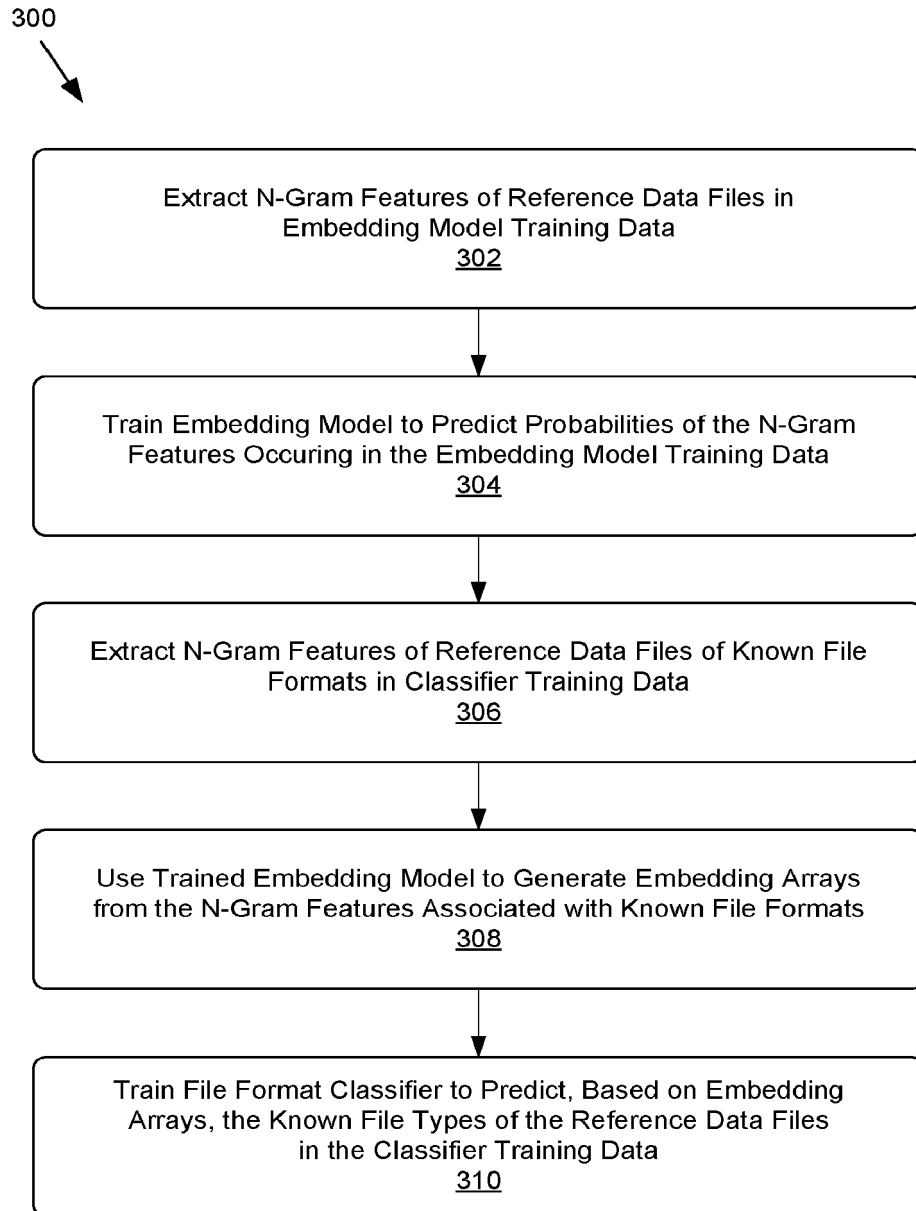 300
Extract N-Gram Features of Reference Data Files in
Embedding Model Training Data
302
Train Embedding Model to Predict Probabilities of the N-Gram
Features Occuring in the Embedding Model Training Data
304
Extract N-Gram Features of Reference Data Files of Known File
Formats in Classifier Training Data
306
Use Trained Embedding Model to Generate Embedding Arrays
from the N-Gram Features Associated with Known File Formats
308
Train File Format Classifier to Predict, Based on Embedding
Arrays, the Known File Types of the Reference Data Files
in the Classifier Training Data
310